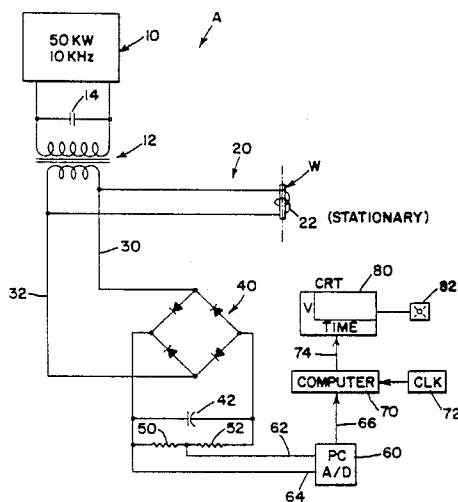 A
50 KW
10 KHz
10
14
12
20
W
22
(STATIONARY)
30
32
40
CRT
80
V
TIME
82
74
COMPUTER
CLK
70
72
42
66
50
52
62
PC
A/D
60
64